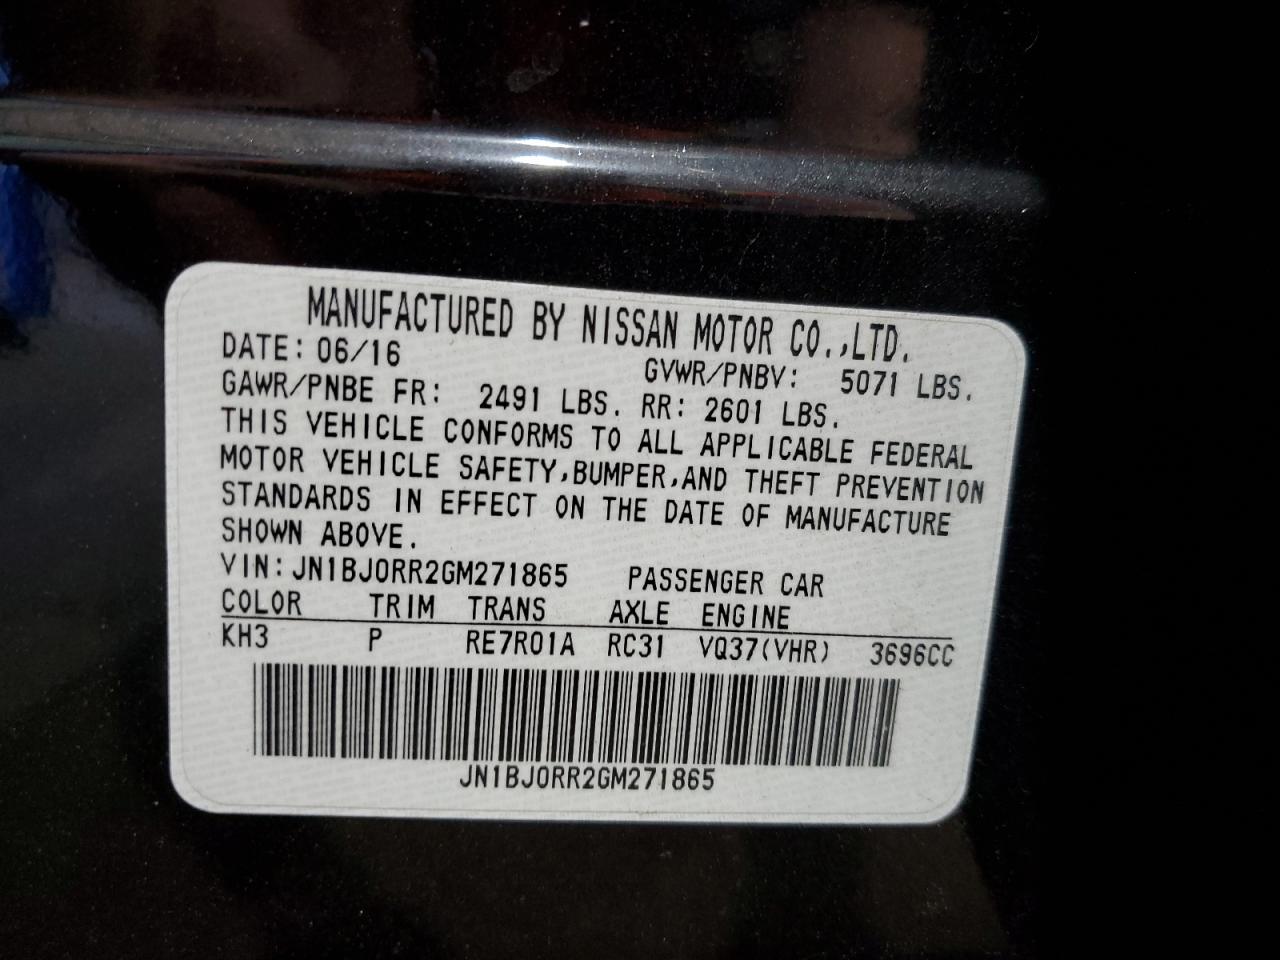 MANUFACTURED BY NISSAN MOTOR CO.,LTD.
DATE: 06/16 GVWR/PNBV: 5071 LBS.
GAWR/PNBE FR: 2491 LBS. RR: 2601 LBS.
THIS VEHICLE CONFORMS TO ALL APPLICABLE FEDERAL
MOTOR VEHICLE SAFETY,BUMPER,AND THEFT PREVENTION
STANDARDS IN EFFECT ON THE DATE OF MANUFACTURE
SHOWN ABOVE.
VIN: JN1BJ0RR2GM271865 PASSENGER CAR
COLOR TRIM TRANS AXLE ENGINE
KH3 P RE7R01A RC31 VQ37(VHR) 3696CC
JN1BJ0RR2GM271865